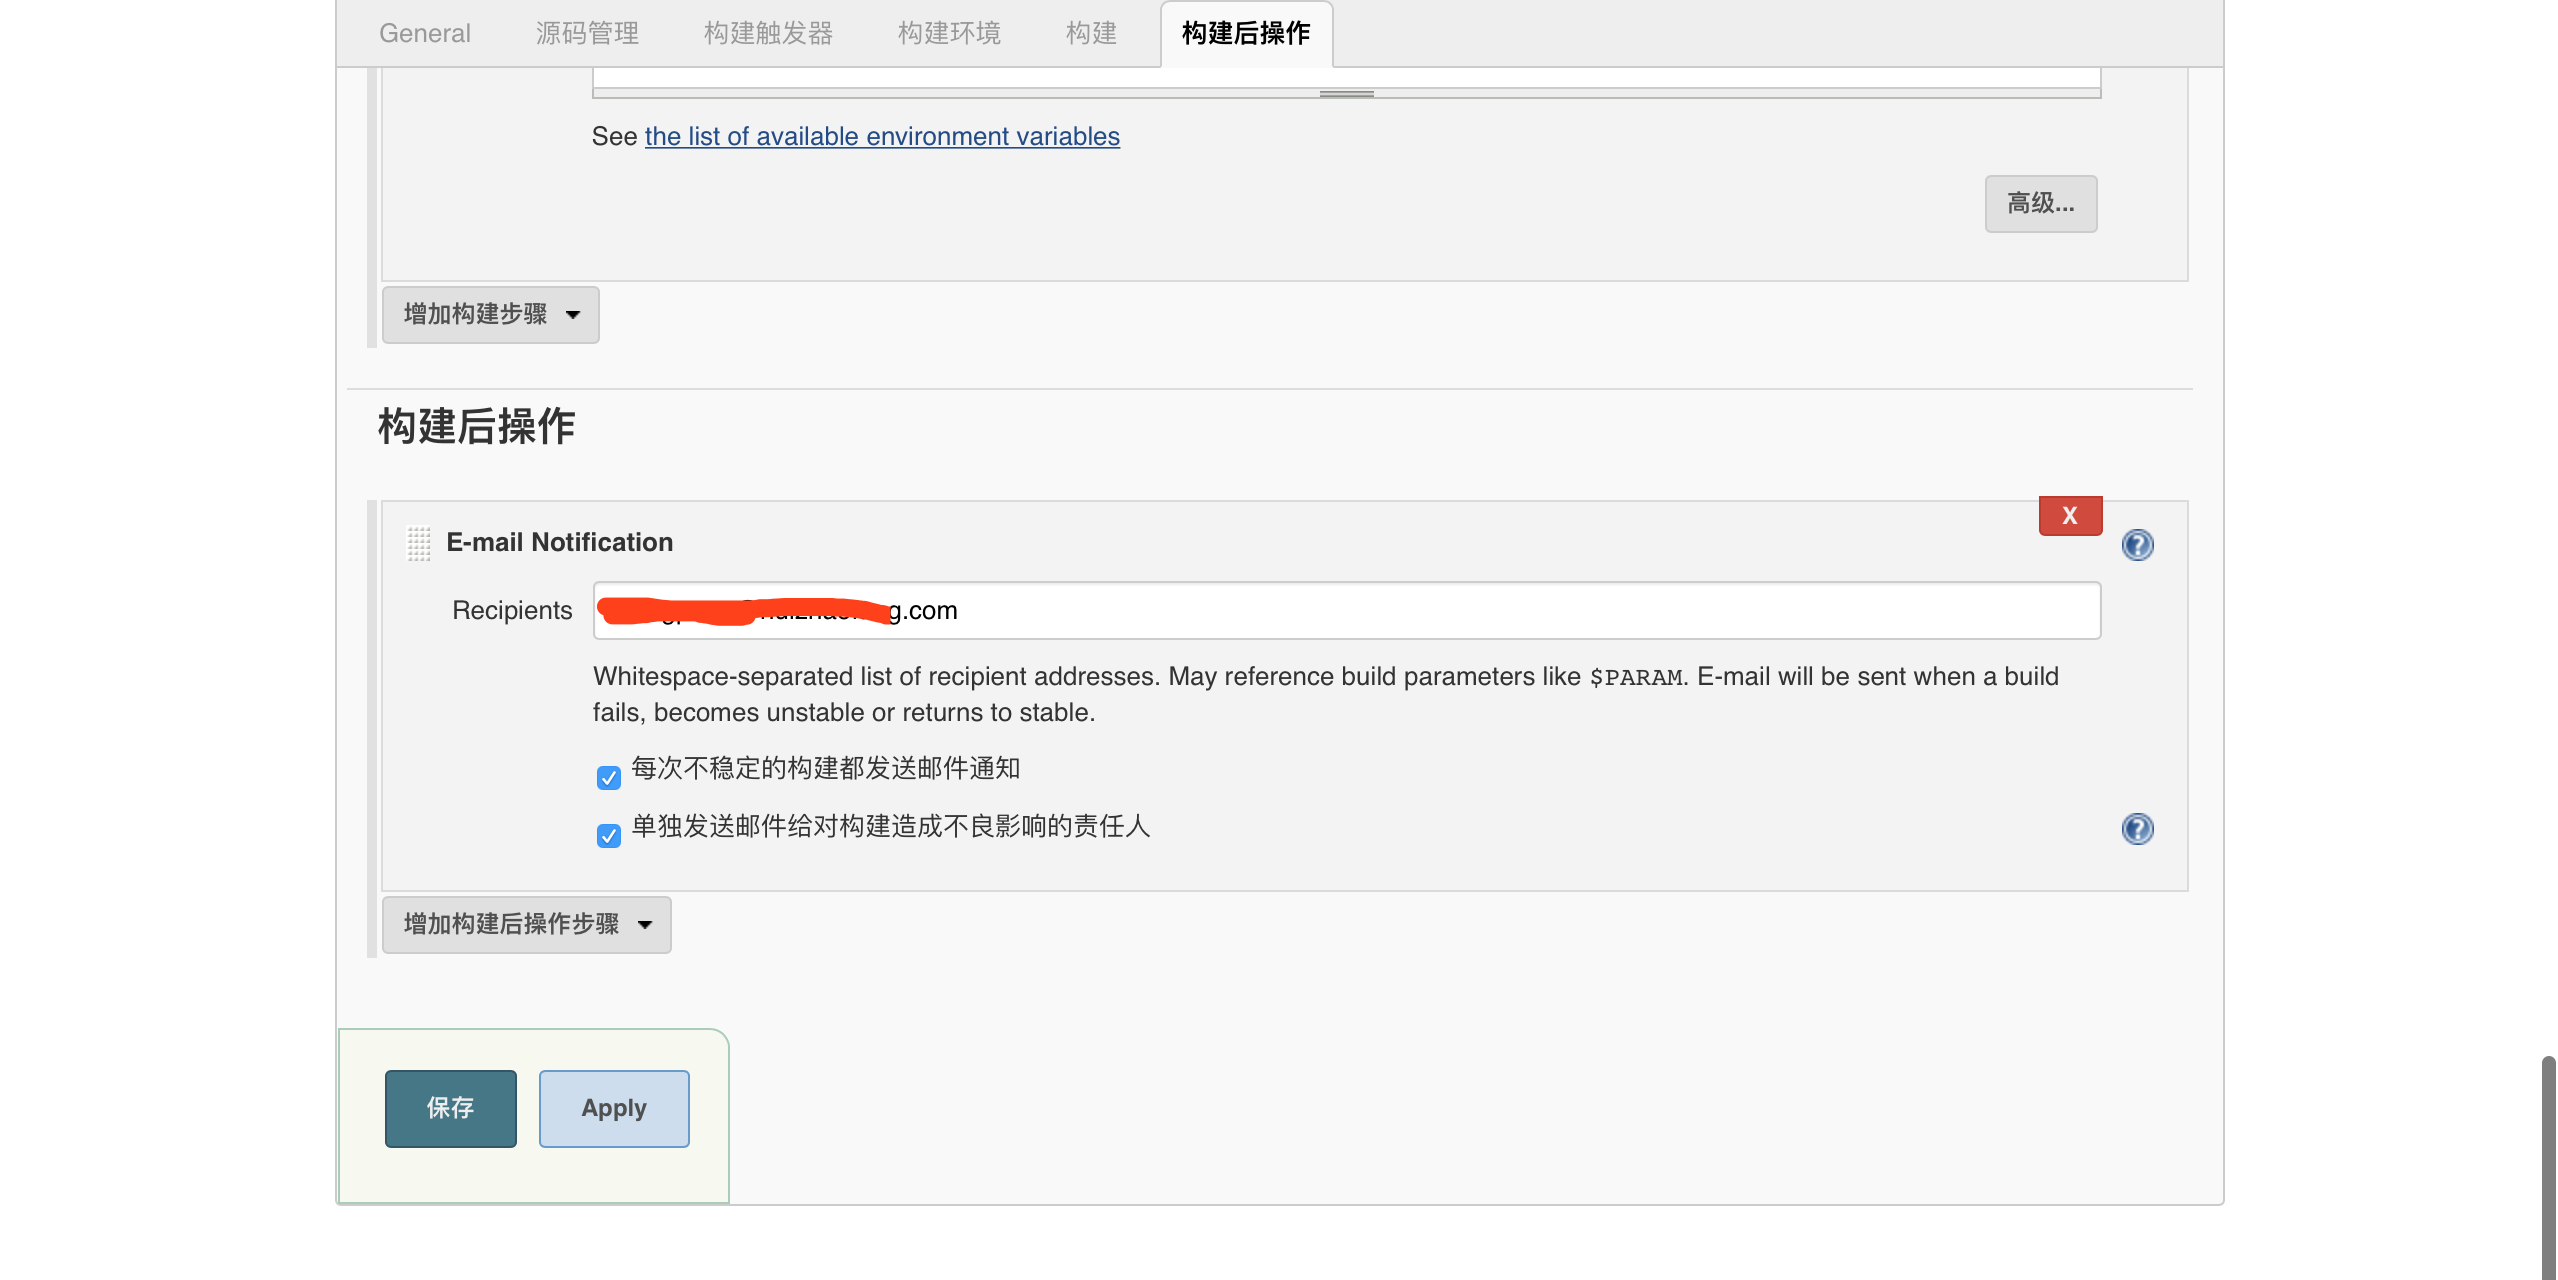 General 源码管理 构建触发器 构建环境 构建 构建后操作
See the list of available environment variables
高级...
增加构建步骤
构建后操作
X
E-mail Notification
?
Recipients g.com
Whitespace-separated list of recipient addresses. May reference build parameters like $PARAM. E-mail will be sent when a build
fails, becomes unstable or returns to stable.
每次不稳定的构建都发送邮件通知
单独发送邮件给对构建造成不良影响的责任人
?
增加构建后操作步骤
保存 Apply